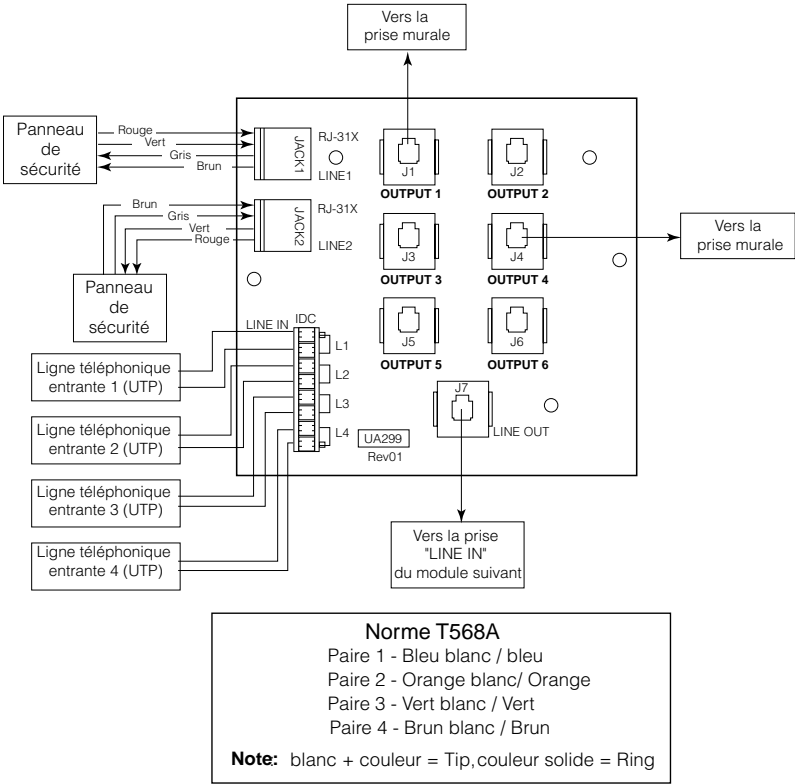 Vers la
prise murale
Panneau
de
sécurité
Rouge
Vert
Gris
Brun
JACK1
RJ-31X
LINE1
J1
OUTPUT 1
J2
OUTPUT 2
Brun
Gris
Vert
Rouge
JACK2
RJ-31X
LINE2
J3
OUTPUT 3
J4
OUTPUT 4
Vers la
prise murale
Panneau
de
sécurité
LINE IN
IDC
L1
L2
L3
L4
J5
OUTPUT 5
J6
OUTPUT 6
J7
LINE OUT
UA299
Rev01
Ligne téléphonique
entrante 1 (UTP)
Ligne téléphonique
entrante 2 (UTP)
Ligne téléphonique
entrante 3 (UTP)
Ligne téléphonique
entrante 4 (UTP)
Vers la prise
"LINE IN"
du module suivant
Norme T568A
Paire 1 - Bleu blanc / bleu
Paire 2 - Orange blanc/ Orange
Paire 3 - Vert blanc / Vert
Paire 4 - Brun blanc / Brun
Note: blanc + couleur = Tip,couleur solide = Ring